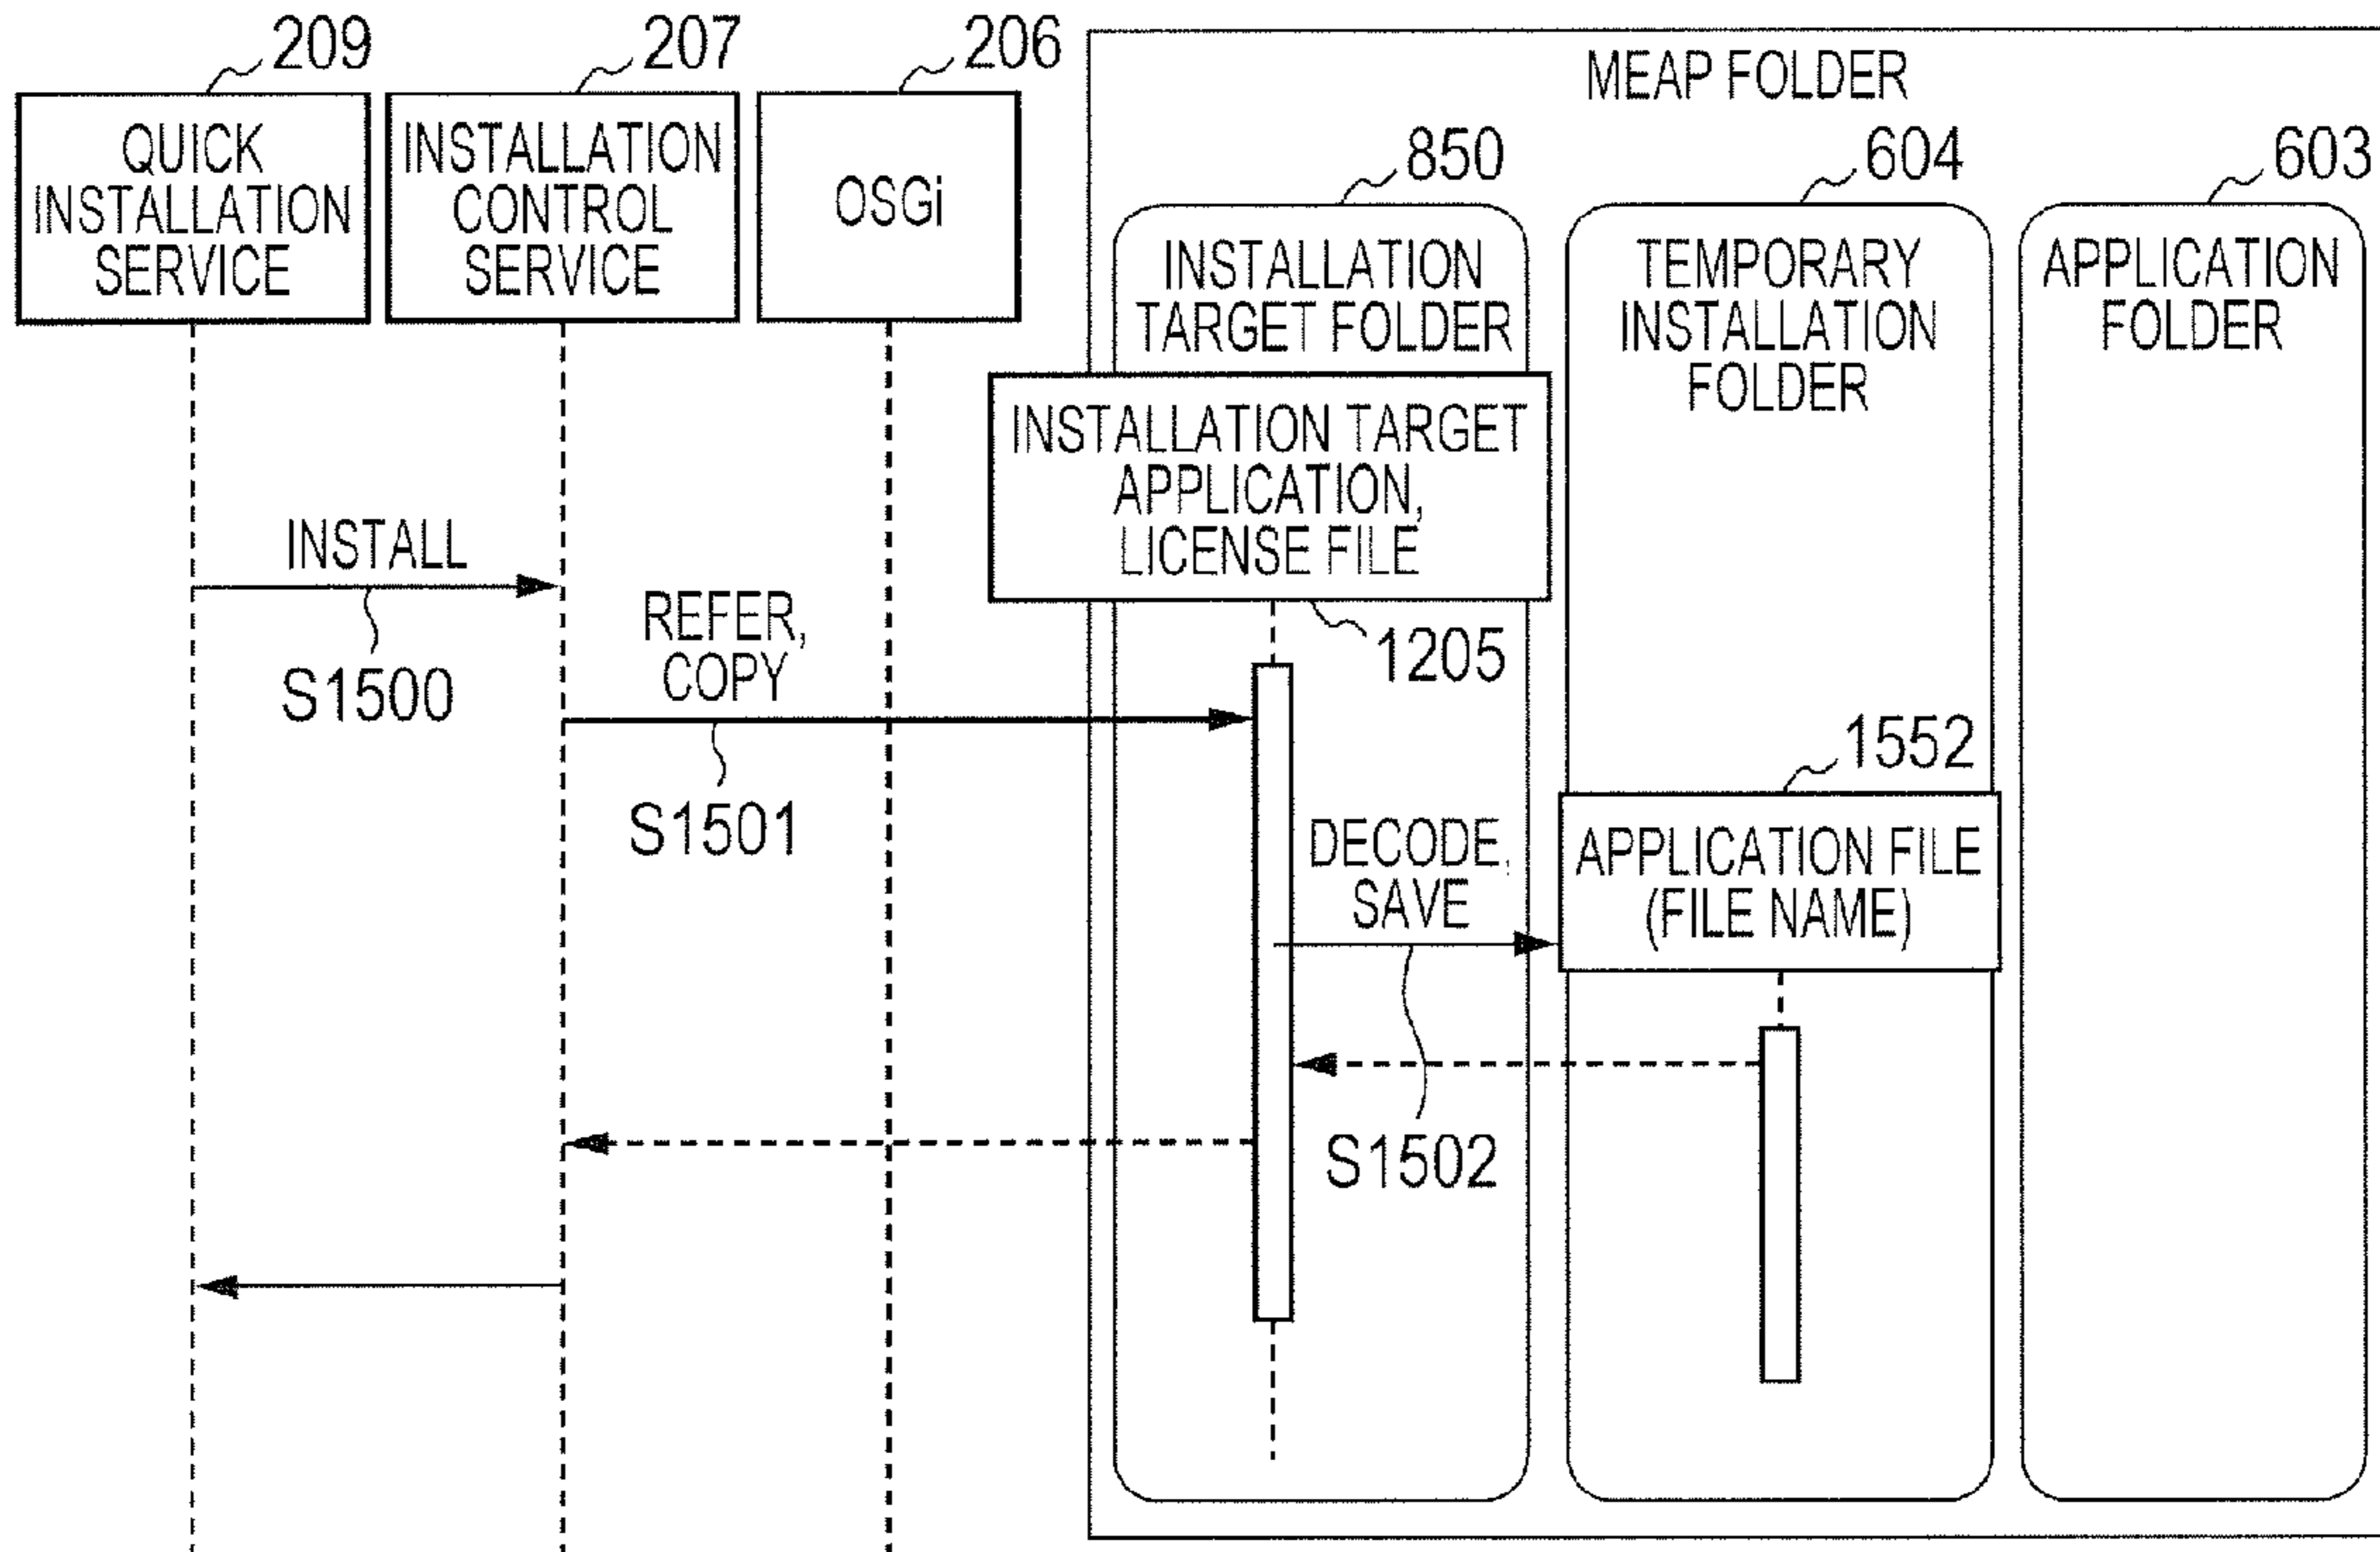 209
207
206
MEAP FOLDER
QUICK
INSTALLATION
SERVICE
INSTALLATION
CONTROL
SERVICE
OSGi
850
604
603
INSTALLATION
TARGET FOLDER
TEMPORARY
INSTALLATION
FOLDER
APPLICATION
FOLDER
INSTALLATION TARGET
APPLICATION,
LICENSE FILE
1205
INSTALL
S1500
REFER,
COPY
S1501
1552
DECODE,
SAVE
APPLICATION FILE
(FILE NAME)
S1502